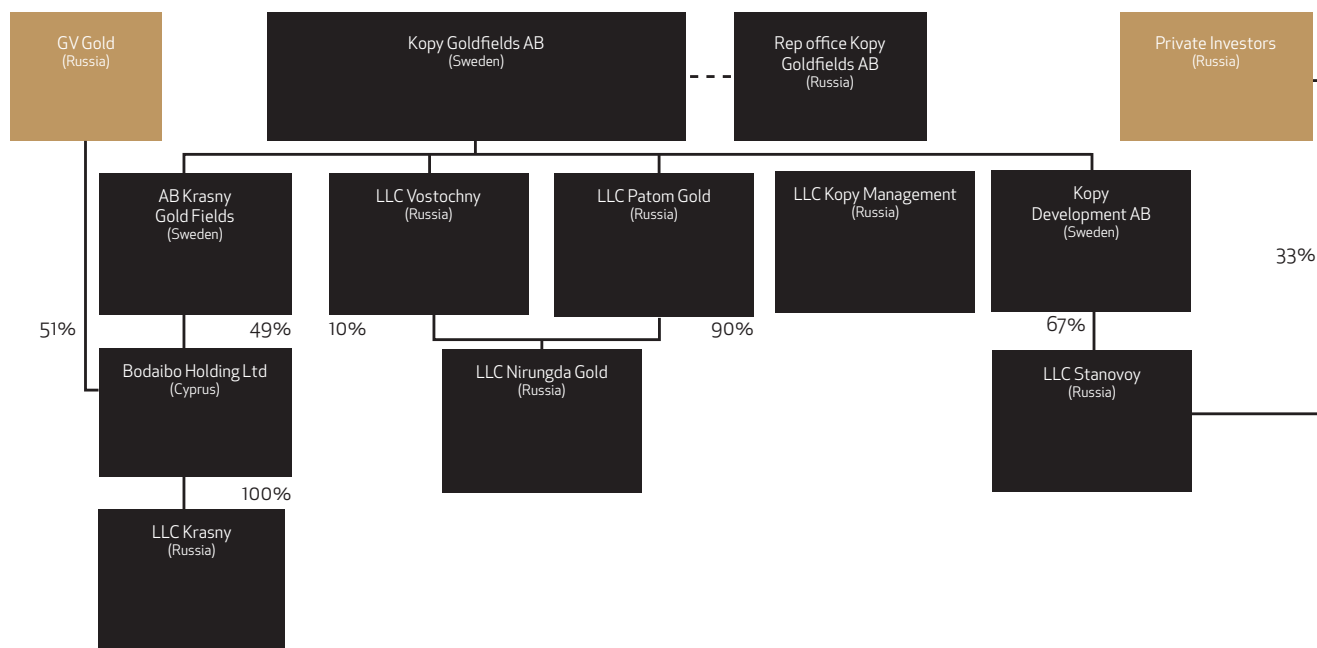 GV Gold
(Russia)
Kopy Goldfields AB
(Sweden)
Rep office Kopy
Goldfields AB
(Russia)
Private Investors
(Russia)
AB Krasny
Gold Fields
(Sweden)
LLC Vostochny
(Russia)
LLC Patom Gold
(Russia)
LLC Kopy Management
(Russia)
Kopy
Development AB
(Sweden)
33%
51%
49%
10%
90%
67%
Bodaibo Holding Ltd
(Cyprus)
LLC Nirungda Gold
(Russia)
LLC Stanovoy
(Russia)
100%
LLC Krasny
(Russia)